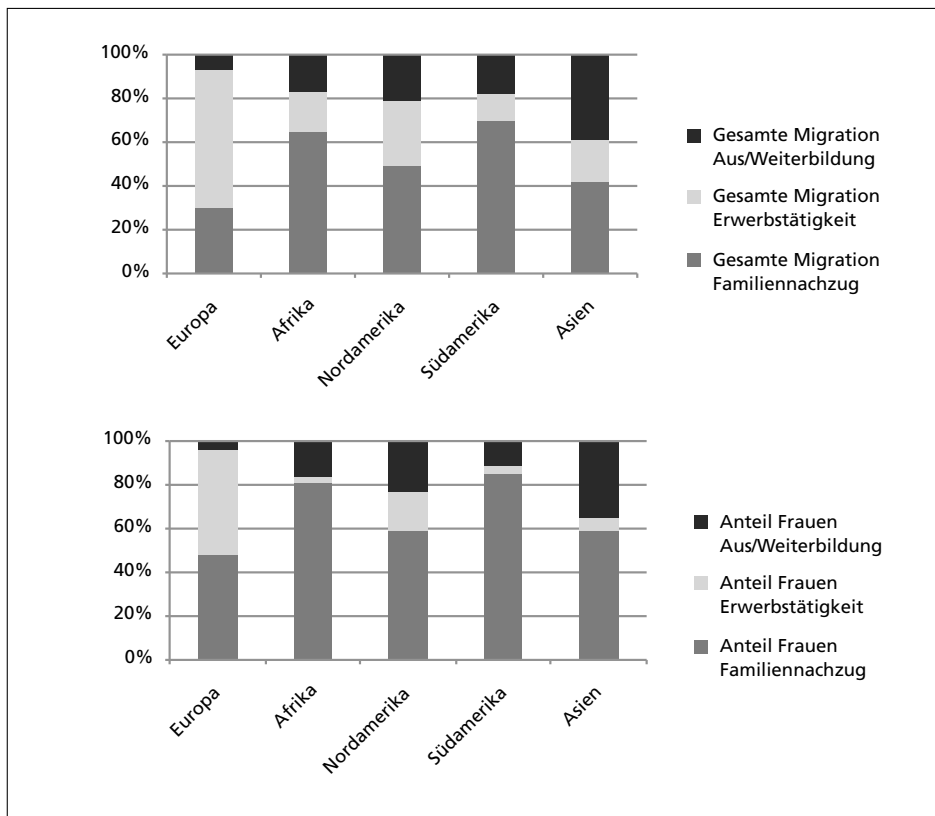 100%
80%
60%
40%
20%
0%
Europa
Afrika
Nordamerika
Südamerika
Asien
Gesamte Migration
Aus/Weiterbildung
Gesamte Migration
Erwerbstätigkeit
Gesamte Migration
Familiennachzug
100%
80%
60%
40%
20%
0%
Europa
Afrika
Nordamerika
Südamerika
Asien
Anteil Frauen
Aus/Weiterbildung
Anteil Frauen
Erwerbstätigkeit
Anteil Frauen
Familiennachzug